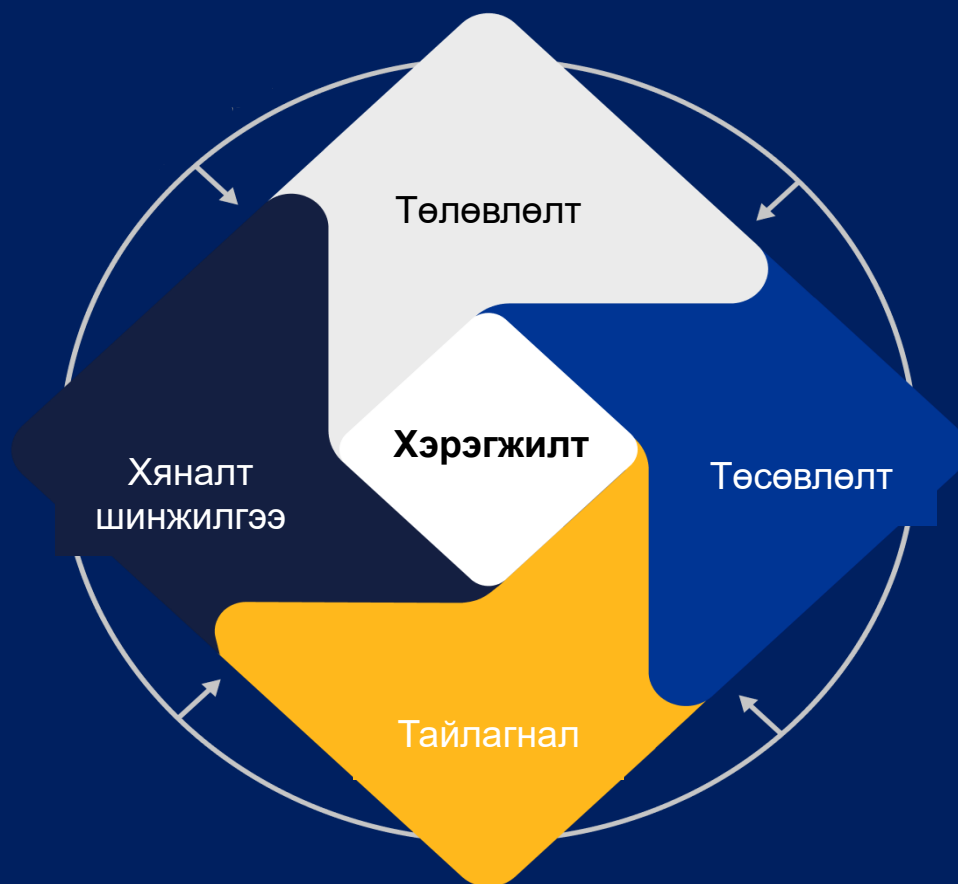 Төлөвлөлт
Хэрэгжилт
Төсөвлөлт
Хяналт
шинжилгээ
Тайлагнал